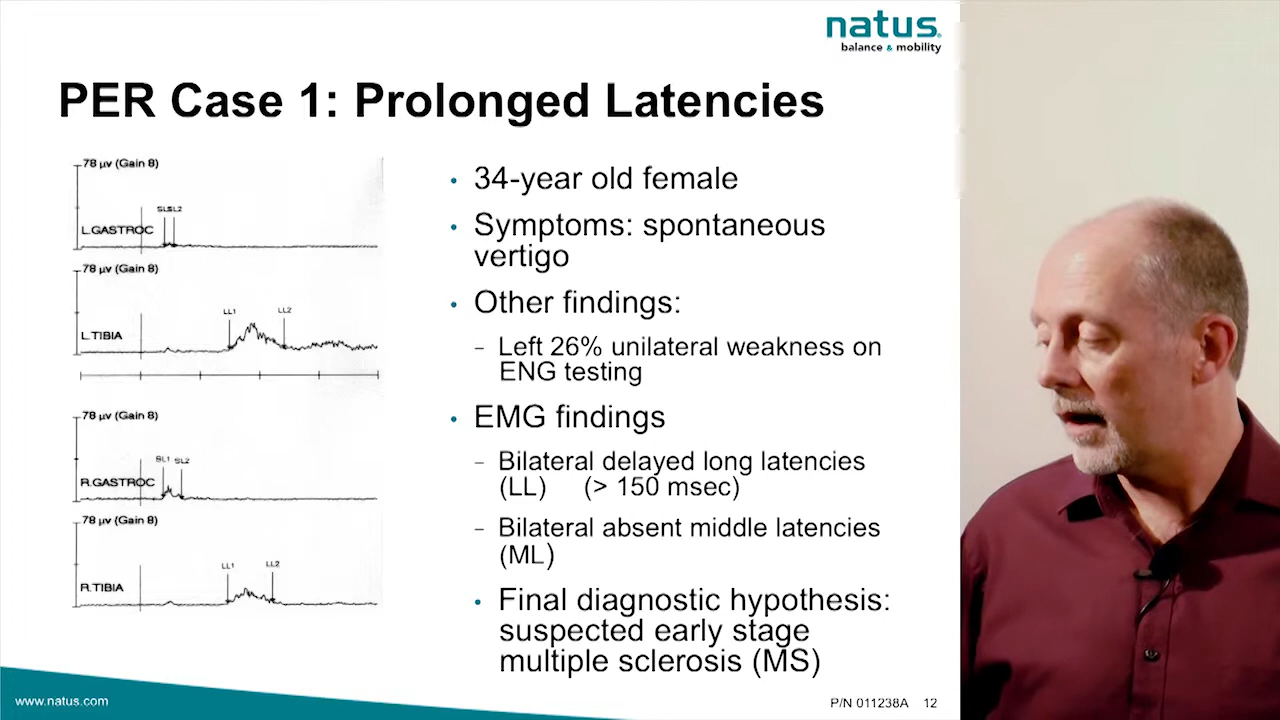 natus®
balance & mobility
PER Case 1: Prolonged Latencies
78 µv (Gain 8)
SL1 SL2
L.GASTROC
78 µv (Gain 8)
LL1 LL2
L.TIBIA
78 µv (Gain 8)
SL1 SL2
R.GASTROC
78 µv (Gain 8)
LL1 LL2
R.TIBIA
• 34-year old female
• Symptoms: spontaneous
vertigo
• Other findings:
– Left 26% unilateral weakness on
ENG testing
• EMG findings
– Bilateral delayed long latencies
(LL) (> 150 msec)
– Bilateral absent middle latencies
(ML)
• Final diagnostic hypothesis:
suspected early stage
multiple sclerosis (MS)
www.natus.com
P/N 011238A 12